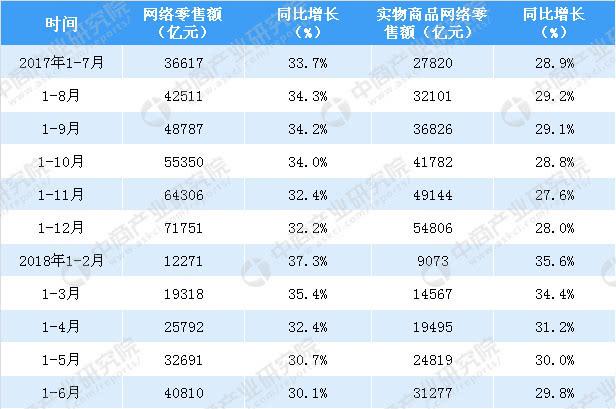 时间 网络零售额（亿元） 同比增长（%） 实物商品网络零售额（亿元） 同比增长（%）
2017年1-7月 36617 33.7% 27820 28.9%
1-8月 42511 34.3% 32101 29.2%
1-9月 48787 34.2% 36826 29.1%
1-10月 55350 34.0% 41782 28.8%
1-11月 64306 32.4% 49144 27.6%
1-12月 71751 32.2% 54806 28.0%
2018年1-2月 12271 37.3% 9073 35.6%
1-3月 19318 35.4% 14567 34.4%
1-4月 25792 32.4% 19495 31.2%
1-5月 32691 30.7% 24819 30.0%
1-6月 40810 30.1% 31277 29.8%
中商产业研究院